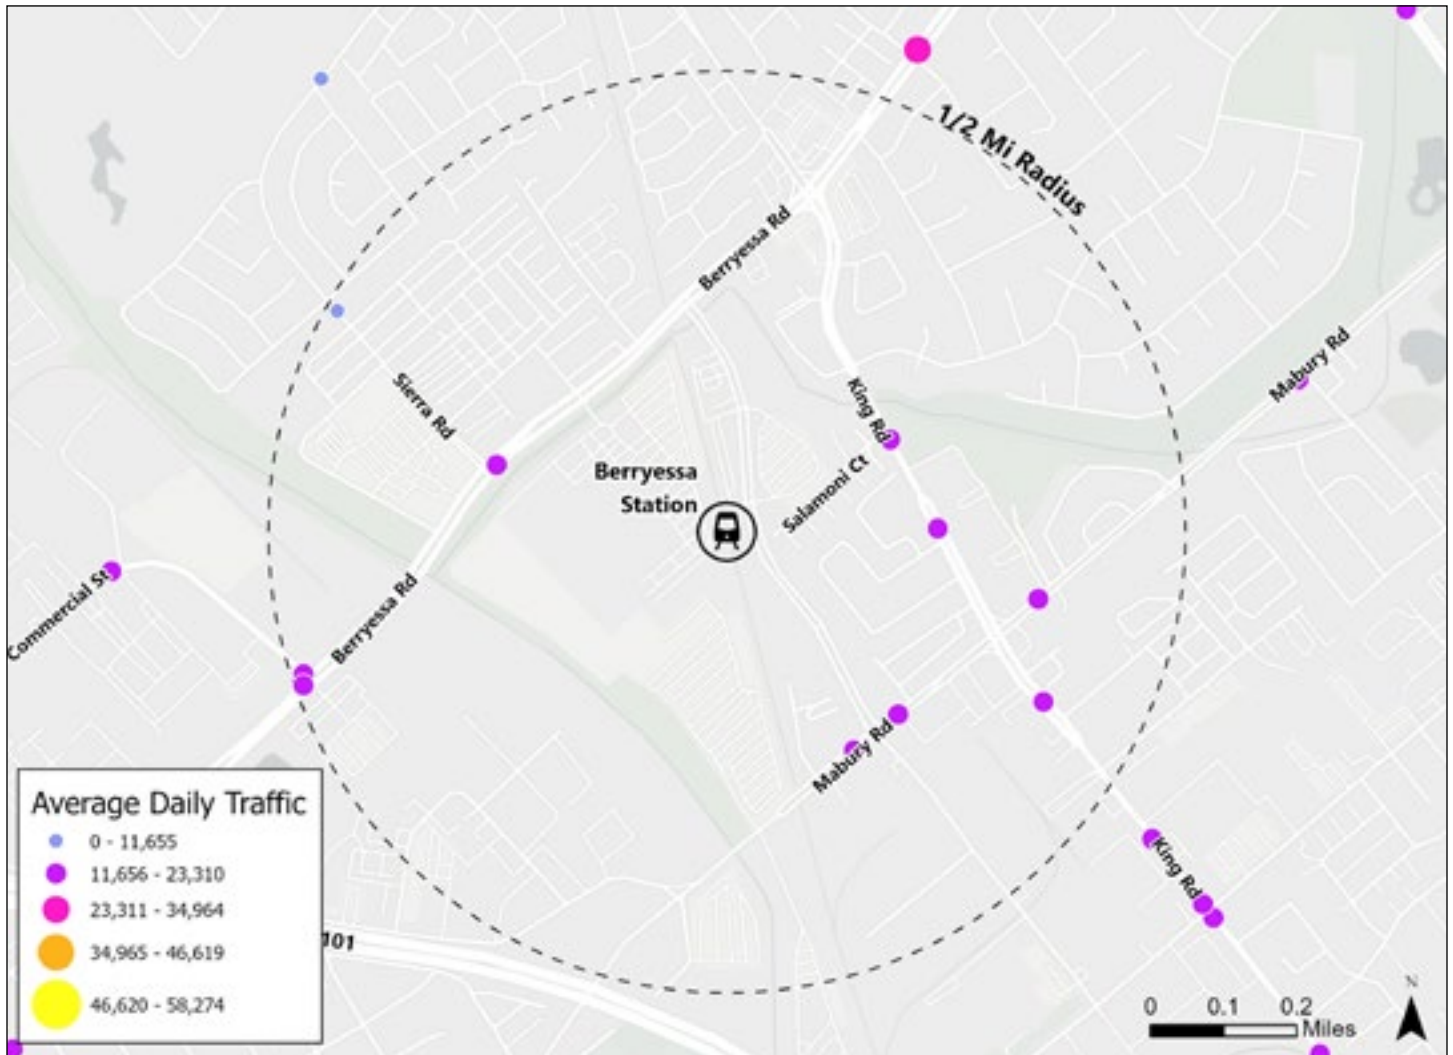 1/2 Mi Radius
Berryessa Rd
Mabury Rd
Sierra Rd
King Rd
Berryessa
Station
Salamoni Ct
Commercial St
Berryessa Rd
Mabury Rd
King Rd
101
Average Daily Traffic
0 - 11,655
11,656 - 23,310
23,311 - 34,964
34,965 - 46,619
46,620 - 58,274
N
0 0.1 0.2
Miles